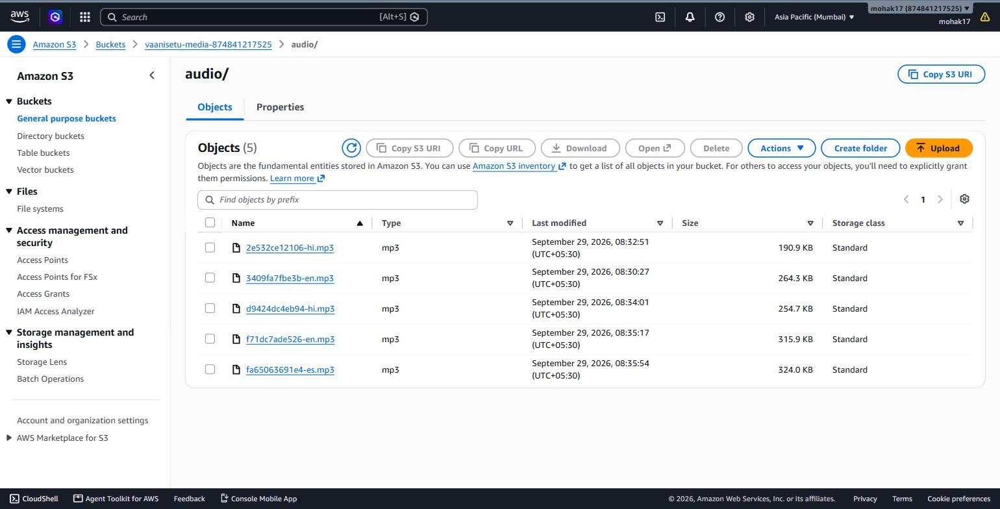 aws
Search [Alt+S]
Asia Pacific (Mumbai)
mohak17 (874841217525)
mohak17
Amazon S3
Buckets
vaanisetu-media-874841217525
audio/
Amazon S3
Buckets
General purpose buckets
Directory buckets
Table buckets
Vector buckets
Files
File systems
Access management and
security
Access Points
Access Points for FSx
Access Grants
IAM Access Analyzer
Storage management and
insights
Storage Lens
Batch Operations
Account and organization settings
AWS Marketplace for S3
audio/
Copy S3 URI
Objects Properties
Objects (5)
Copy S3 URI Copy URL Download Open Delete Actions Create folder Upload
Objects are the fundamental entities stored in Amazon S3. You can use Amazon S3 inventory to get a list of all objects in your bucket. For others to access your objects, you'll need to explicitly grant
them permissions. Learn more
Find objects by prefix
1
Name Type Last modified Size Storage class
2e532ce12106-hi.mp3 mp3 September 29, 2026, 08:32:51 (UTC+05:30) 190.9 KB Standard
3409fa7fbe3b-en.mp3 mp3 September 29, 2026, 08:30:27 (UTC+05:30) 264.3 KB Standard
d9424dc4eb94-hi.mp3 mp3 September 29, 2026, 08:34:01 (UTC+05:30) 254.7 KB Standard
f71dc7ade526-en.mp3 mp3 September 29, 2026, 08:35:17 (UTC+05:30) 315.9 KB Standard
fa65063691e4-es.mp3 mp3 September 29, 2026, 08:35:54 (UTC+05:30) 324.0 KB Standard
CloudShell Agent Toolkit for AWS Feedback Console Mobile App © 2026, Amazon Web Services, Inc. or its affiliates. Privacy Terms Cookie preferences